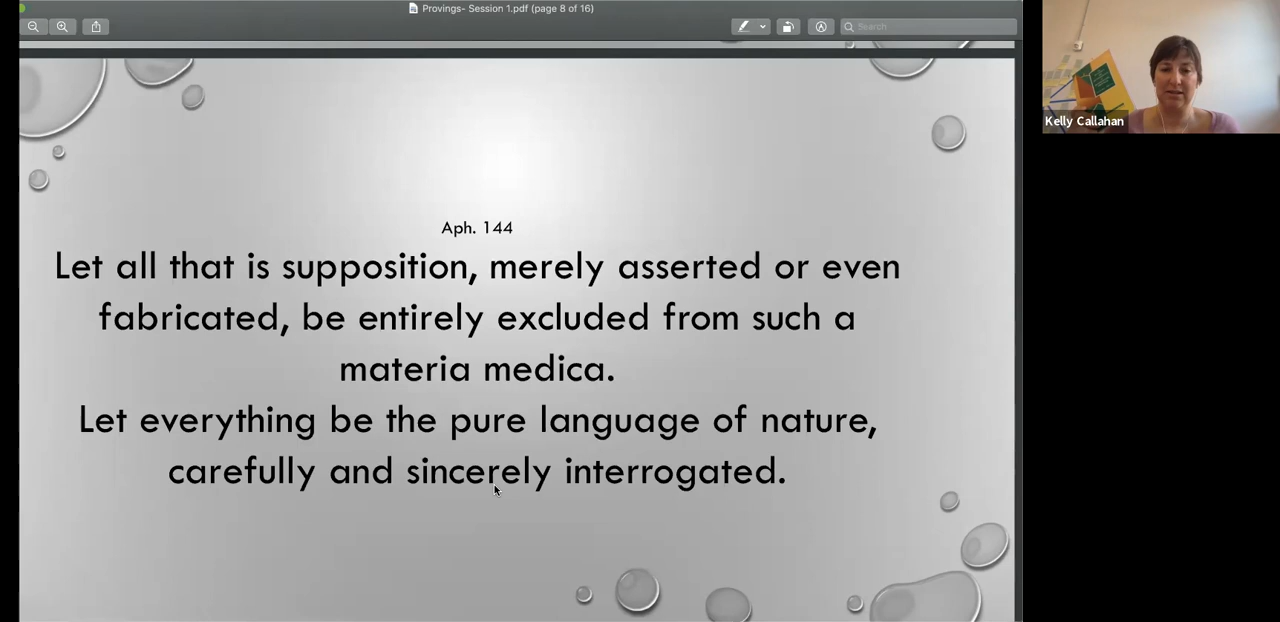 Provings- Session 1.pdf (page 8 of 16)
Search
Kelly Callahan
Aph. 144
Let all that is supposition, merely asserted or even
fabricated, be entirely excluded from such a
materia medica.
Let everything be the pure language of nature,
carefully and sincerely interrogated.